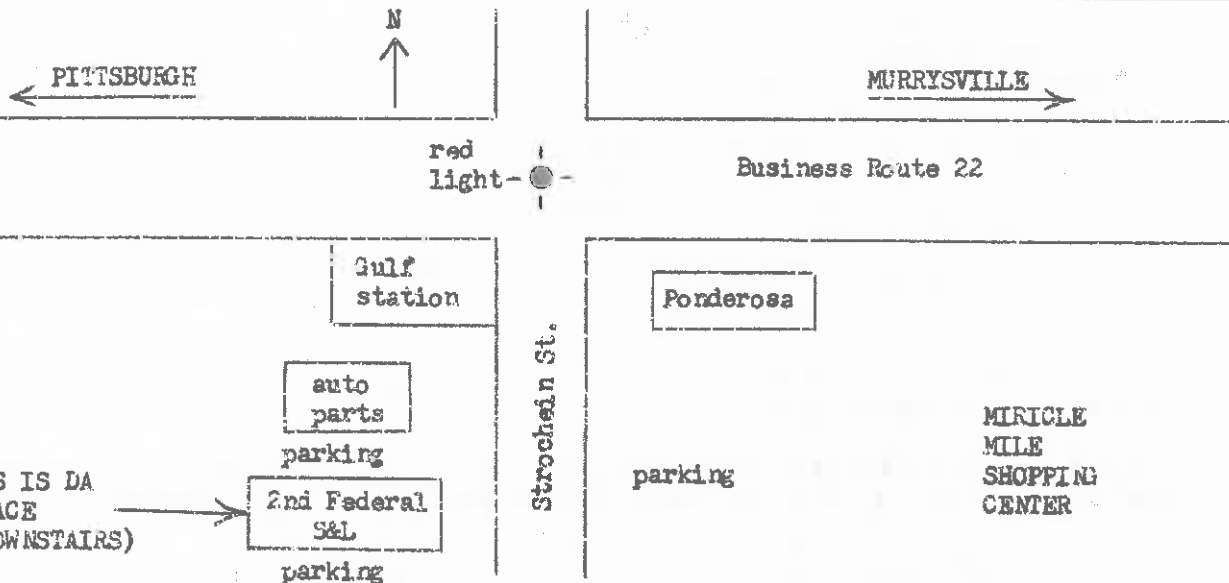 N
PITTSBURGH
MURRYSVILLE
red
light
Business Route 22
Gulf
station
Ponderosa
Strochein St.
auto
parts
parking
MIRICLE
MILE
SHOPPING
CENTER
parking
S IS DA
ACE
OWNSTAIRS)
2nd Federal
S&L
parking